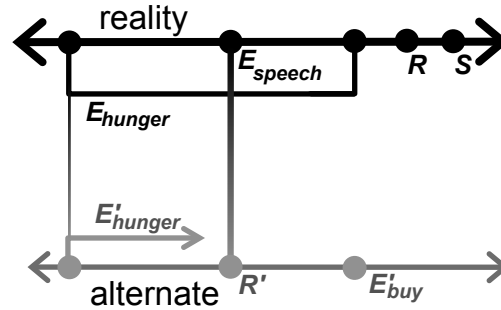 reality
E_speech
R
S
E_hunger
E'_hunger
alternate
R'
E'_buy